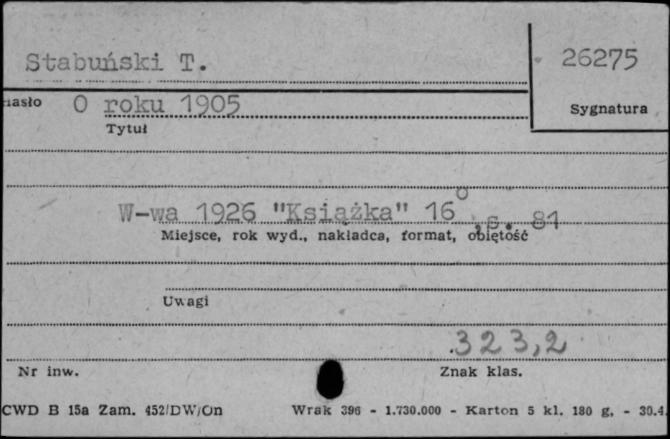 Stabuński T.
26275
Sygnatura
hasło O roku 1905
Tytuł
W-wa 1926 "Książka" 16°, s. 81
Miejsce, rok wyd., nakładca, format, objętość
Uwagi
323,2
Nr inw.
Znak klas.
CWD B 15a Zam. 452/DW/On Wrak 396 - 1.730.000 - Karton 5 kl. 180 g. - 30.4.